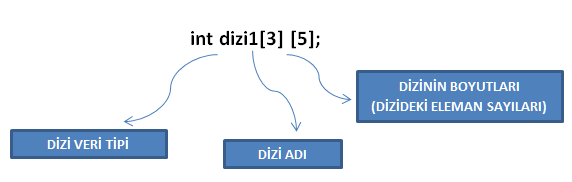 int dizi1[3] [5];
DİZİNİN BOYUTLARI
(DİZİDEKİ ELEMAN SAYILARI)
DİZİ VERİ TİPİ
DİZİ ADI